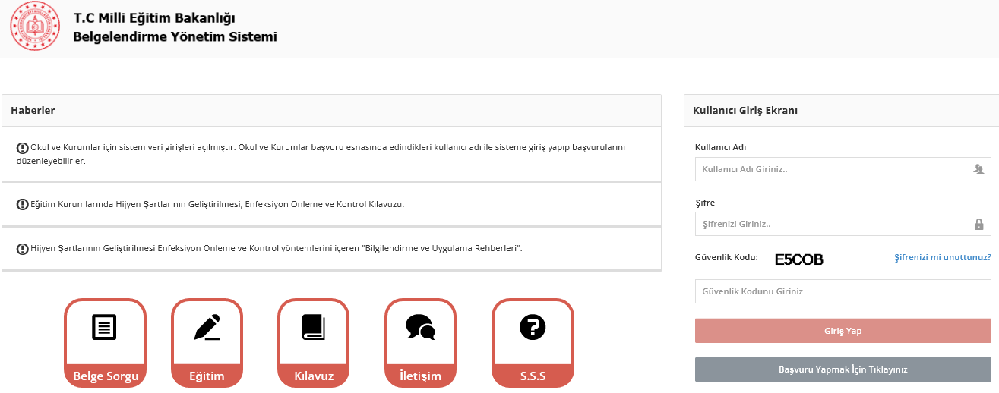 T.C Milli Eğitim Bakanlığı
Belgelendirme Yönetim Sistemi
Haberler
Okul ve Kurumlar için sistem veri girişleri açılmıştır. Okul ve Kurumlar başvuru esnasında edindikleri kullanıcı adı ile sisteme giriş yapıp başvurularını
düzenleyebilirler.
Eğitim Kurumlarında Hijyen Şartlarının Geliştirilmesi, Enfeksiyon Önleme ve Kontrol Kılavuzu.
Hijyen Şartlarının Geliştirilmesi Enfeksiyon Önleme ve Kontrol yöntemlerini içeren "Bilgilendirme ve Uygulama Rehberleri".
Belge Sorgu
Eğitim
Kılavuz
İletişim
S.S.S
Kullanıcı Giriş Ekranı
Kullanıcı Adı
Kullanıcı Adı Giriniz..
Şifre
Şifrenizi Giriniz..
Güvenlik Kodu:
E5COB
Şifrenizi mi unuttunuz?
Güvenlik Kodunu Giriniz
Giriş Yap
Başvuru Yapmak İçin Tıklayınız